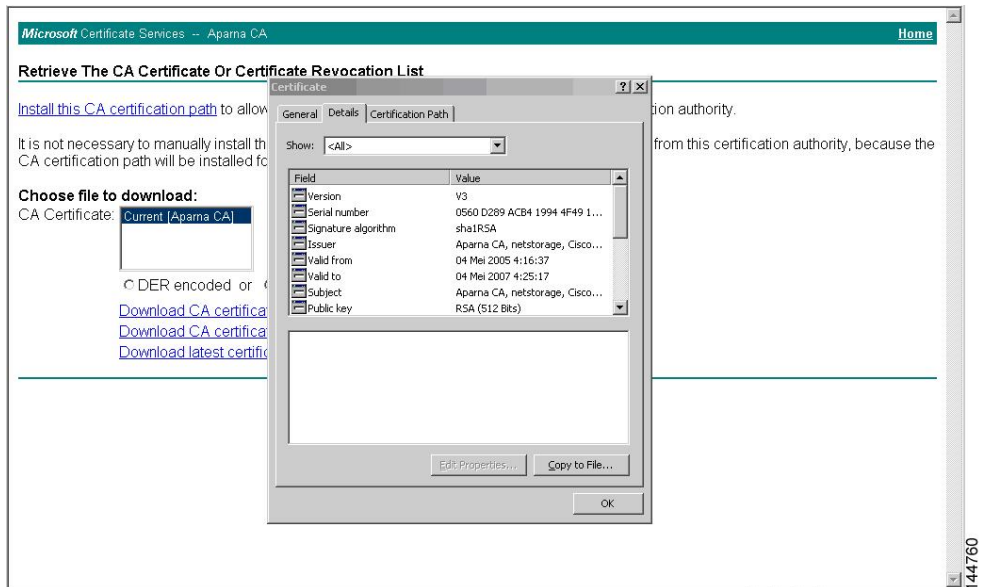 Microsoft Certificate Services -- Aparna CA Home
Retrieve The CA Certificate Or Certificate Revocation List
Install this CA certification path to allow
tion authority.
It is not necessary to manually install th
from this certification authority, because the
CA certification path will be installed fo
Choose file to download:
CA Certificate: Current [Aparna CA]
DER encoded or
Download CA certifica
Download CA certifica
Download latest certific
Certificate
General Details Certification Path
Show: <All>
Field Value
Version V3
Serial number 0560 D289 ACB4 1994 4F49 1...
Signature algorithm sha1RSA
Issuer Aparna CA, netstorage, Cisco...
Valid from 04 Mei 2005 4:16:37
Valid to 04 Mei 2007 4:25:17
Subject Aparna CA, netstorage, Cisco...
Public key RSA (512 Bits)
Edit Properties... Copy to File...
OK
144760